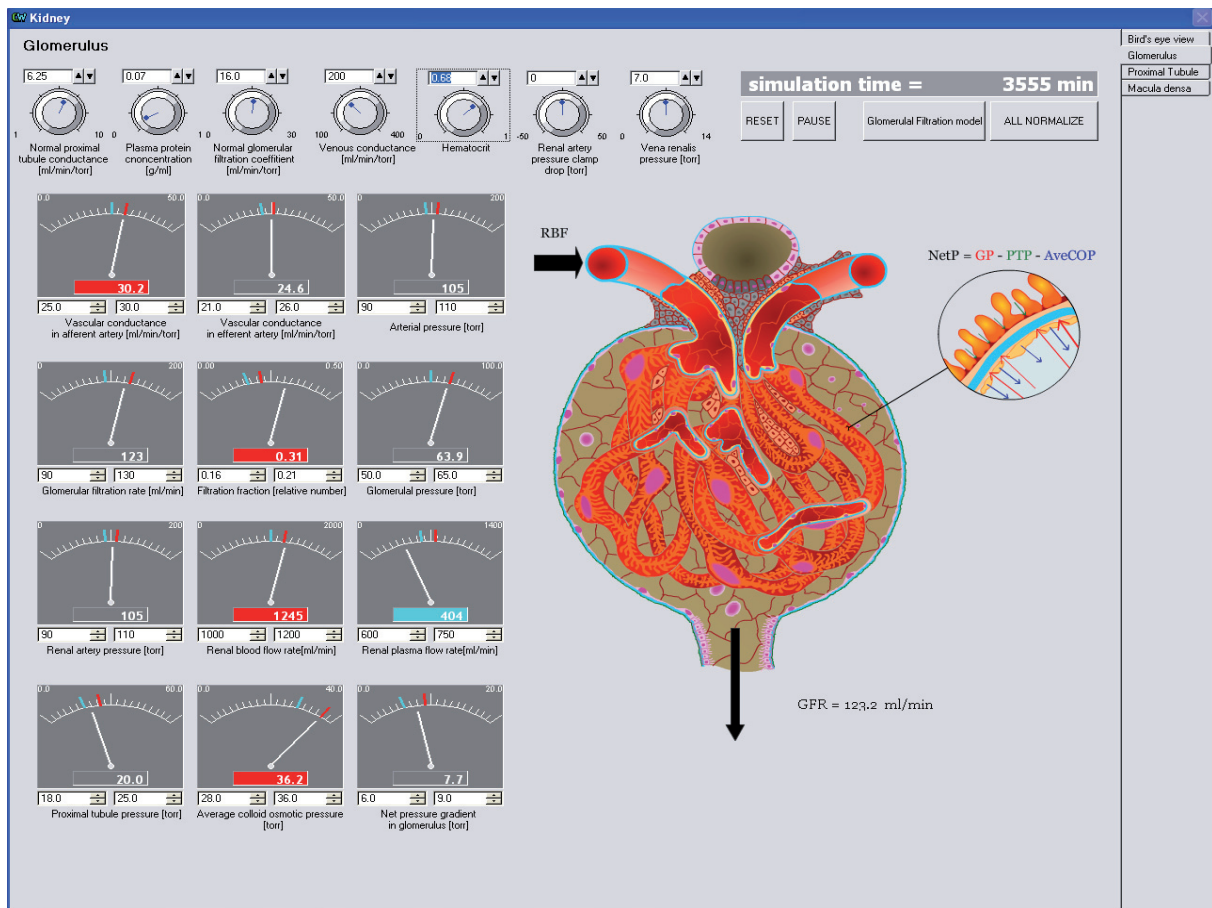 Kidney
Bird's eye view
Glomerulus
Proximal Tubule
Macula densa
Glomerulus
6.25
1
10
Normal proximal
tubule conductance
[ml/min/torr]
0.07
0
1
Plasma protein
cnoncentration
[g/ml]
16.0
0
30
Normal glomerular
filtration coeffitient
[ml/min/torr]
200
100
400
Venous conductance
[ml/min/torr]
0.68
0
1
Hematocrit
0
-50
50
Renal artery
pressure clamp
drop [torr]
7.0
0
14
Vena renalis
pressure [torr]
simulation time = 3555 min
RESET
PAUSE
Glomerulal Filtration model
ALL NORMALIZE
0.0 50.0
30.2
25.0 30.0
Vascular conductance
in afferent artery [ml/min/torr]
0.0 50.0
24.6
21.0 26.0
Vascular conductance
in efferent artery [ml/min/torr]
0 200
105
90 110
Arterial pressure [torr]
0 200
123
90 130
Glomerular filtration rate [ml/min]
0.00 0.50
0.31
0.16 0.21
Filtration fraction [relative number]
0.0 100.0
63.9
50.0 65.0
Glomerulal pressure [torr]
0 200
105
90 110
Renal artery pressure [torr]
0 2000
1245
1000 1200
Renal blood flow rate[ml/min]
0 1400
404
600 750
Renal plasma flow rate[ml/min]
0.0 60.0
20.0
18.0 25.0
Proximal tubule pressure [torr]
0.0 40.0
36.2
28.0 36.0
Average colloid osmotic pressure
[torr]
0.0 20.0
7.7
6.0 9.0
Net pressure gradient
in glomerulus [torr]
RBF
NetP = GP - PTP - AveCOP
GFR = 123.2 ml/min